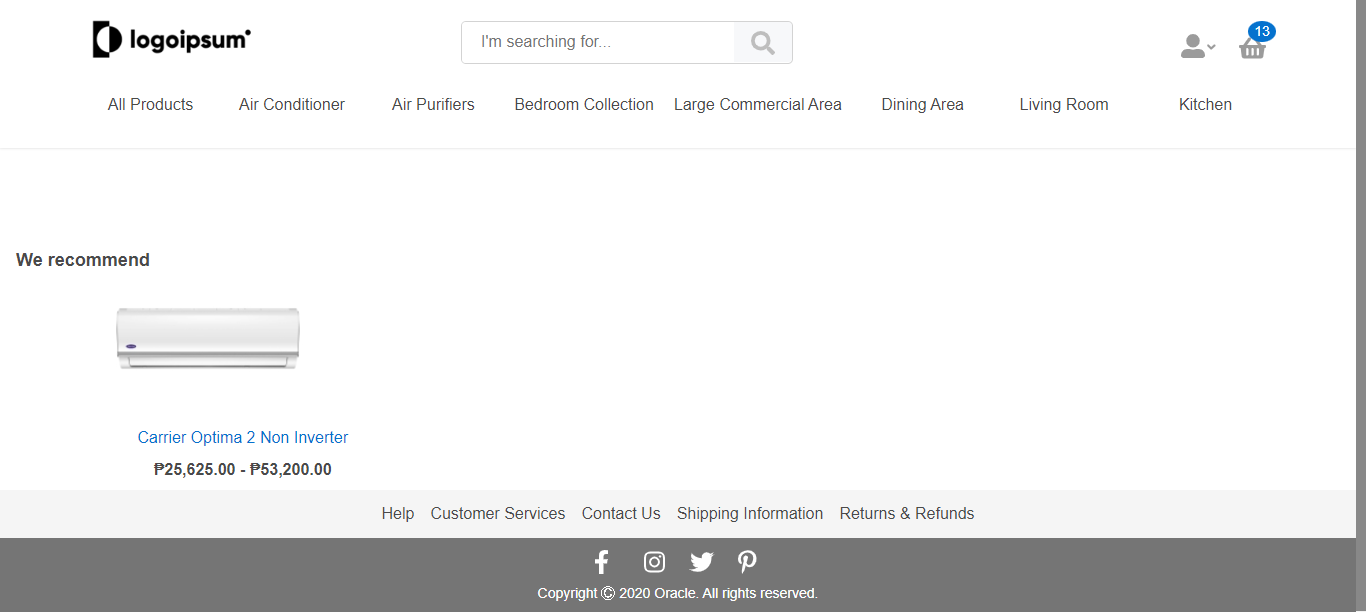 logoipsum
I'm searching for...
13
All Products Air Conditioner Air Purifiers Bedroom Collection Large Commercial Area Dining Area Living Room Kitchen
We recommend
Carrier Optima 2 Non Inverter
₱25,625.00 - ₱53,200.00
Help Customer Services Contact Us Shipping Information Returns & Refunds
Copyright © 2020 Oracle. All rights reserved.